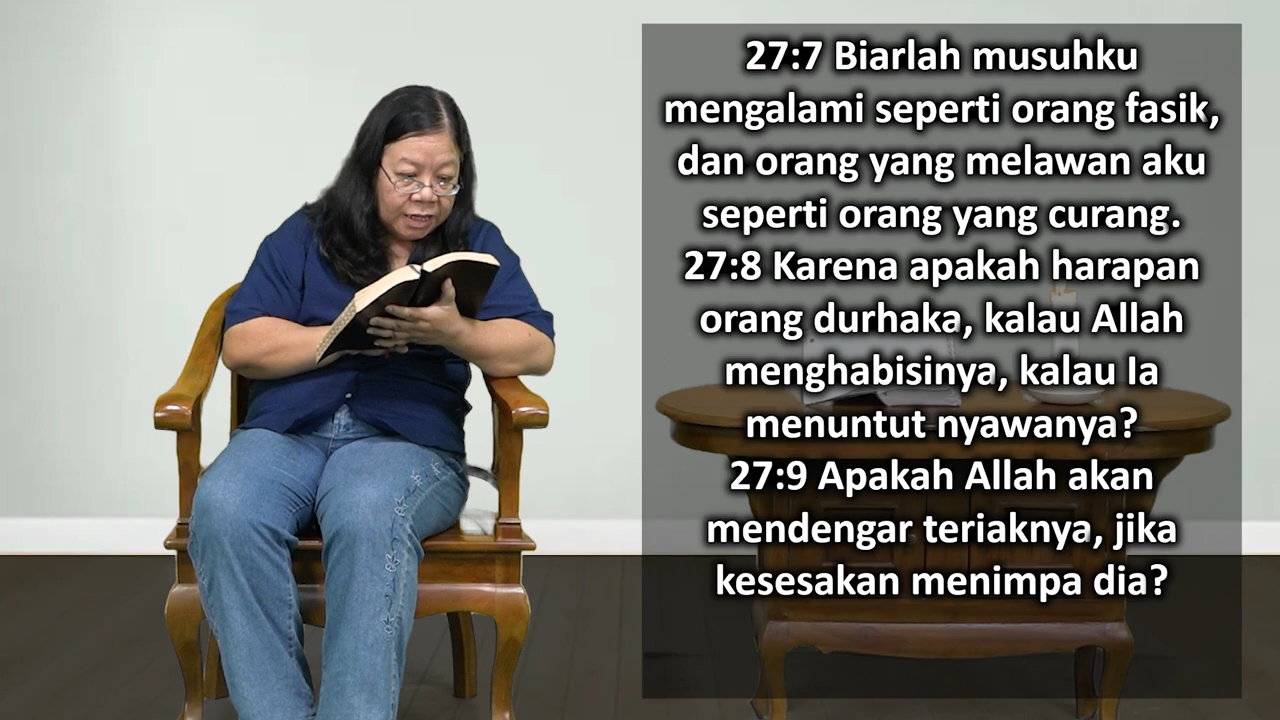 27:7 Biarlah musuhku
mengalami seperti orang fasik,
dan orang yang melawan aku
seperti orang yang curang.
27:8 Karena apakah harapan
orang durhaka, kalau Allah
menghabisinya, kalau Ia
menuntut nyawanya?
27:9 Apakah Allah akan
mendengar teriaknya, jika
kesesakan menimpa dia?